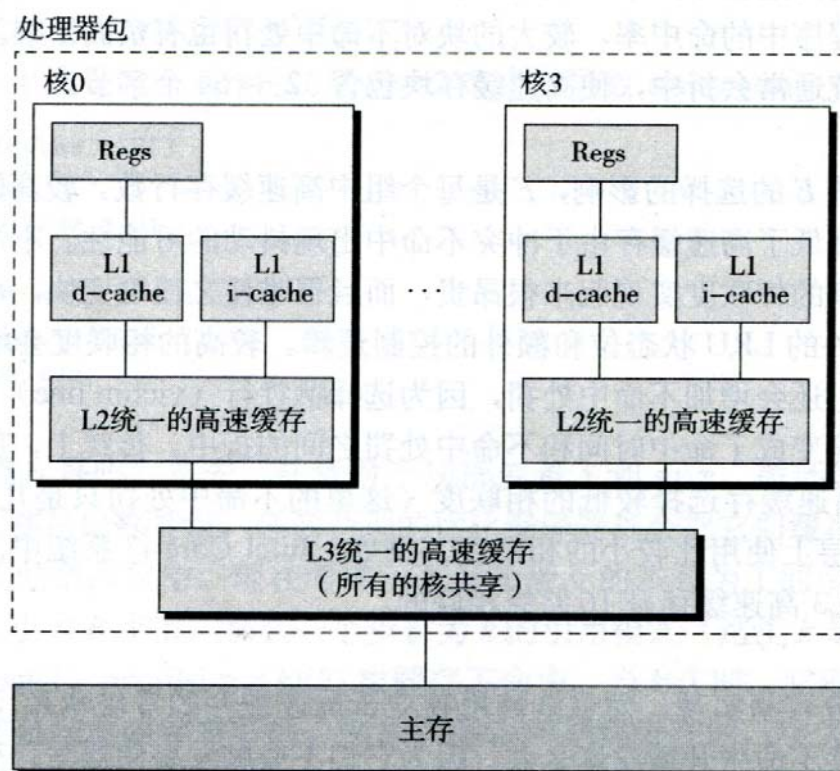 处理器包
核0
核3
Regs
Regs
L1
d-cache
L1
i-cache
...
L1
d-cache
L1
i-cache
L2统一的高速缓存
L2统一的高速缓存
L3统一的高速缓存
(所有的核共享)
主存